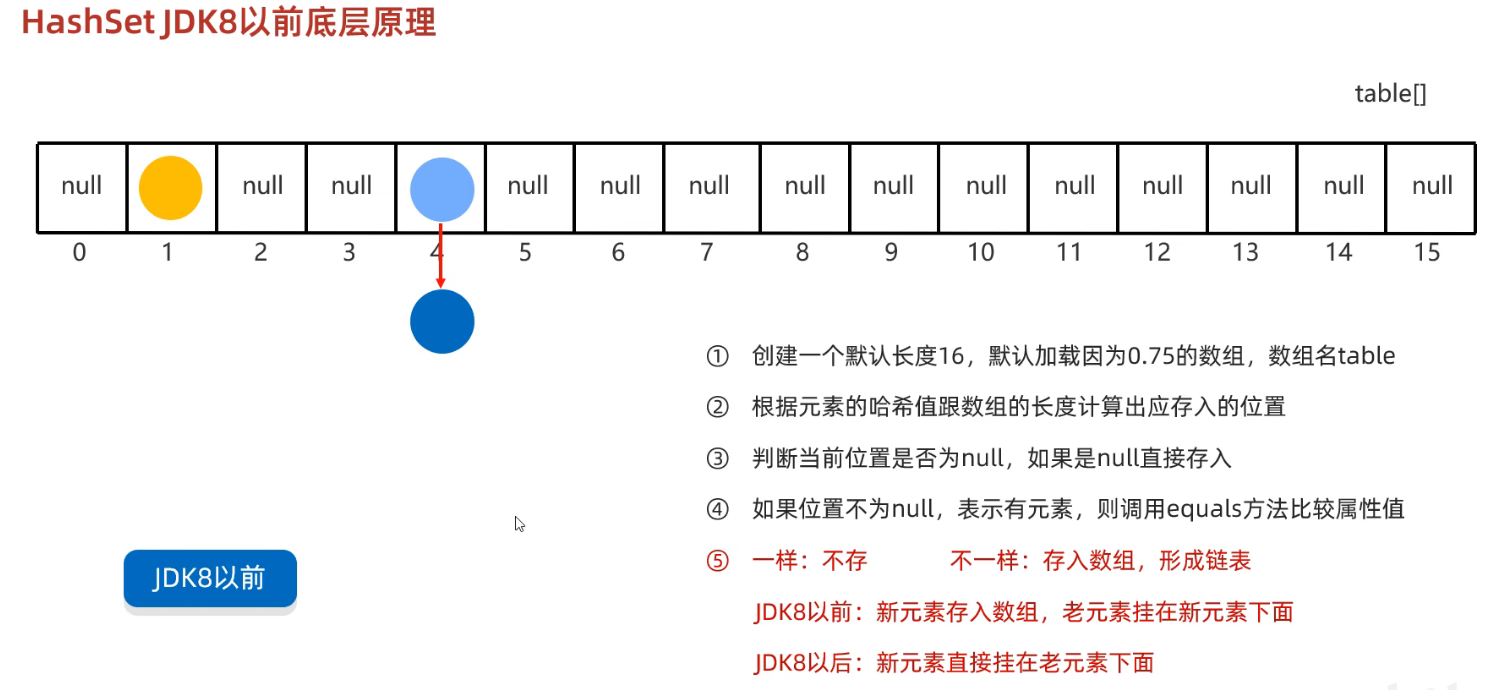 HashSet JDK8以前底层原理
table[]
null null null null null null null null null null null null null null
0 1 2 3 4 5 6 7 8 9 10 11 12 13 14 15
① 创建一个默认长度16，默认加载因为0.75的数组，数组名table
② 根据元素的哈希值跟数组的长度计算出应存入的位置
③ 判断当前位置是否为null，如果是null直接存入
④ 如果位置不为null，表示有元素，则调用equals方法比较属性值
⑤ 一样：不存 不一样：存入数组，形成链表
JDK8以前
JDK8以前：新元素存入数组，老元素挂在新元素下面
JDK8以后：新元素直接挂在老元素下面